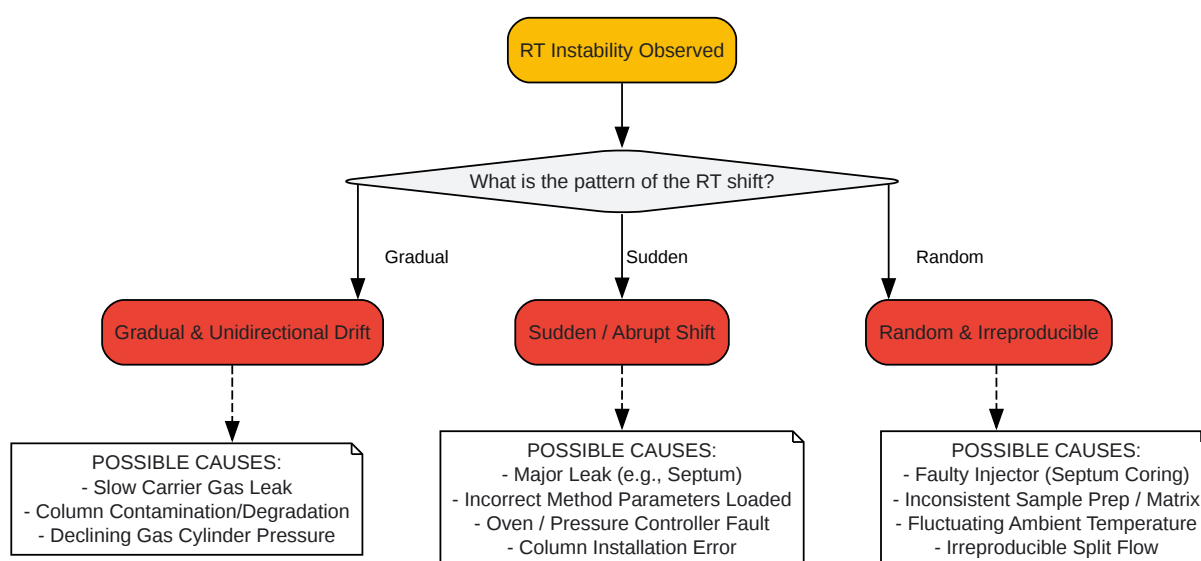 RT Instability Observed
What is the pattern of the RT shift?
Gradual
Sudden
Random
Gradual & Unidirectional Drift
Sudden / Abrupt Shift
Random & Irreproducible
POSSIBLE CAUSES:
- Slow Carrier Gas Leak
- Column Contamination/Degradation
- Declining Gas Cylinder Pressure
POSSIBLE CAUSES:
- Major Leak (e.g., Septum)
- Incorrect Method Parameters Loaded
- Oven / Pressure Controller Fault
- Column Installation Error
POSSIBLE CAUSES:
- Faulty Injector (Septum Coring)
- Inconsistent Sample Prep / Matrix
- Fluctuating Ambient Temperature
- Irreproducible Split Flow